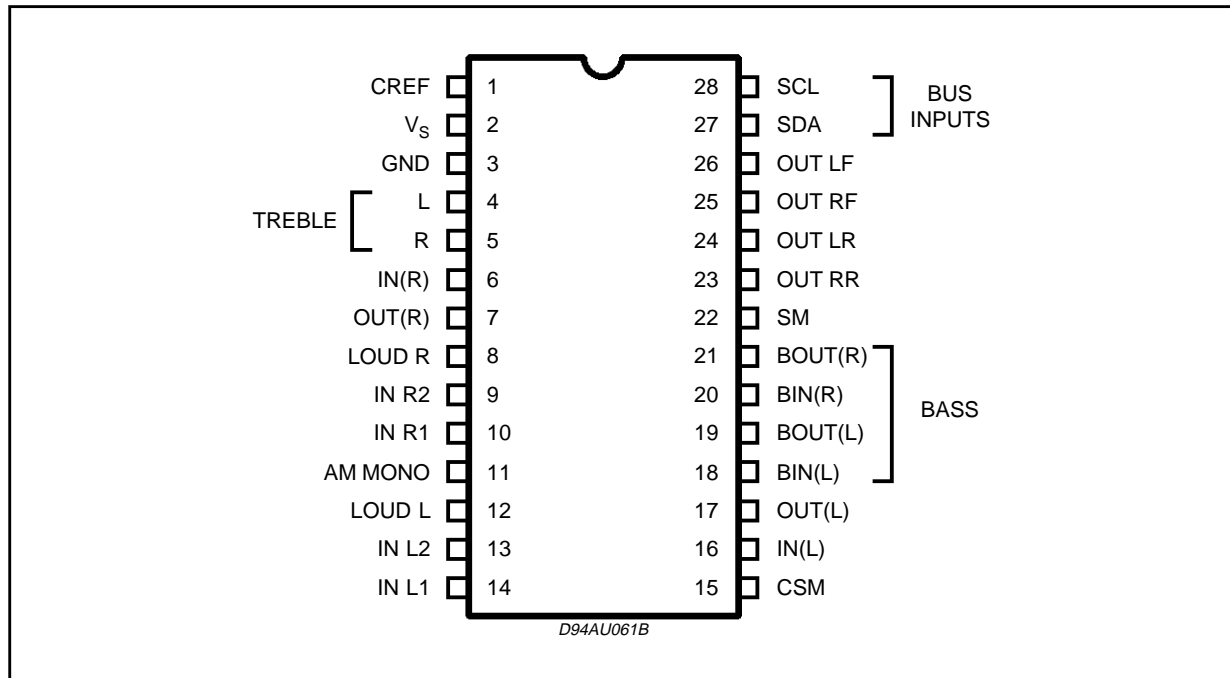 CREF 1 28 SCL
V_S 2 27 SDA
BUS
INPUTS
GND 3 26 OUT LF
TREBLE
L 4 25 OUT RF
R 5 24 OUT LR
IN(R) 6 23 OUT RR
OUT(R) 7 22 SM
LOUD R 8 21 BOUT(R)
IN R2 9 20 BIN(R)
IN R1 10 19 BOUT(L)
BASS
AM MONO 11 18 BIN(L)
LOUD L 12 17 OUT(L)
IN L2 13 16 IN(L)
IN L1 14 15 CSM
D94AU061B